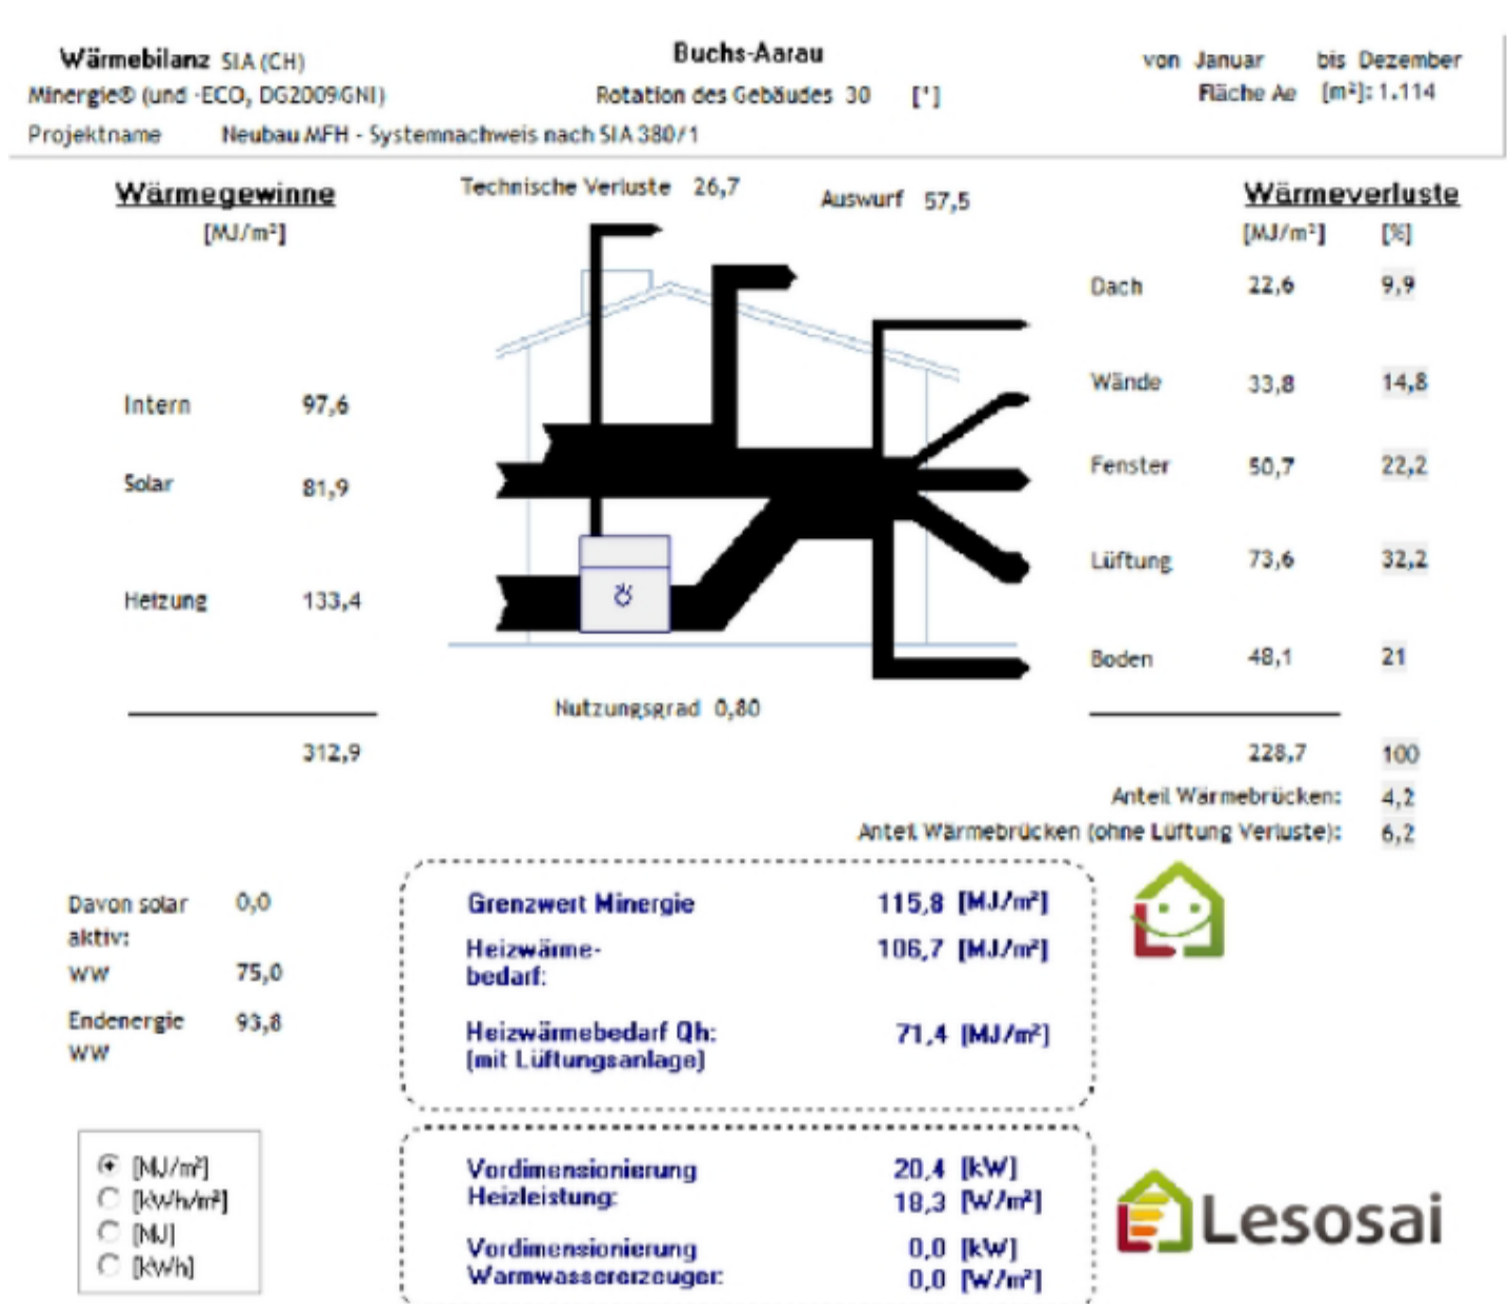 Wärmebilanz SIA (CH) Buchs-Aarau von Januar bis Dezember
Minergie® (und -ECO, DG2009/GNI) Rotation des Gebäudes 30 [°] Fläche Ae [m²]: 1.114
Projektname Neubau MFH - Systemnachweis nach SIA 380/1
Wärmegewinne Technische Verluste 26,7 Auswurf 57,5 Wärmeverluste
[MJ/m²] [MJ/m²] [%]
Dach 22,6 9,9
Wände 33,8 14,8
Intern 97,6
Fenster 50,7 22,2
Solar 81,9
Lüftung 73,6 32,2
Heizung 133,4
Boden 48,1 21
Nutzungsgrad 0,80
312,9 228,7 100
Anteil Wärmebrücken: 4,2
Anteil Wärmebrücken (ohne Lüftung Verluste): 6,2
Davon solar 0,0
aktiv:
WW 75,0
Endenergie 93,8
WW
Grenzwert Minergie 115,8 [MJ/m²]
Heizwärme- 106,7 [MJ/m²]
bedarf:
Heizwärmebedarf Qh: 71,4 [MJ/m²]
(mit Lüftungsanlage)
[MJ/m²]
[kWh/m²]
[MJ]
[kWh]
Vordimensionierung 20,4 [kW]
Heizleistung: 18,3 [W/m²]
Vordimensionierung 0,0 [kW]
Warmwassererzeuger: 0,0 [W/m²]
Lesosai